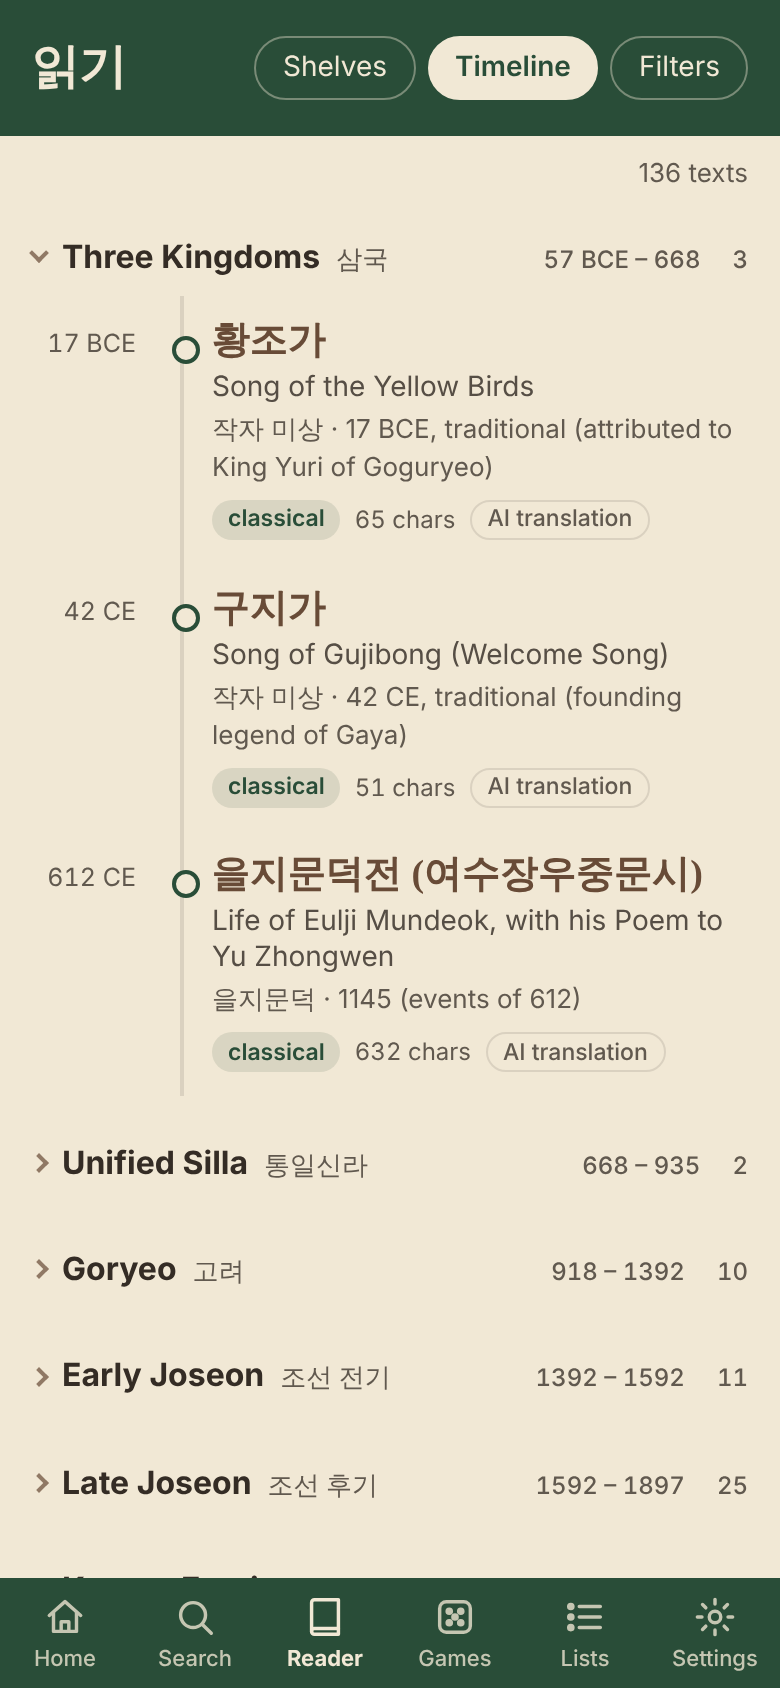 읽기
Shelves
Timeline
Filters
136 texts
Three Kingdoms 삼국 57 BCE – 668 3
17 BCE
황조가
Song of the Yellow Birds
작자 미상 · 17 BCE, traditional (attributed to
King Yuri of Goguryeo)
classical 65 chars AI translation
42 CE
구지가
Song of Gujibong (Welcome Song)
작자 미상 · 42 CE, traditional (founding
legend of Gaya)
classical 51 chars AI translation
612 CE
을지문덕전 (여수장우중문시)
Life of Eulji Mundeok, with his Poem to
Yu Zhongwen
을지문덕 · 1145 (events of 612)
classical 632 chars AI translation
Unified Silla 통일신라 668 – 935 2
Goryeo 고려 918 – 1392 10
Early Joseon 조선 전기 1392 – 1592 11
Late Joseon 조선 후기 1592 – 1897 25
Home
Search
Reader
Games
Lists
Settings